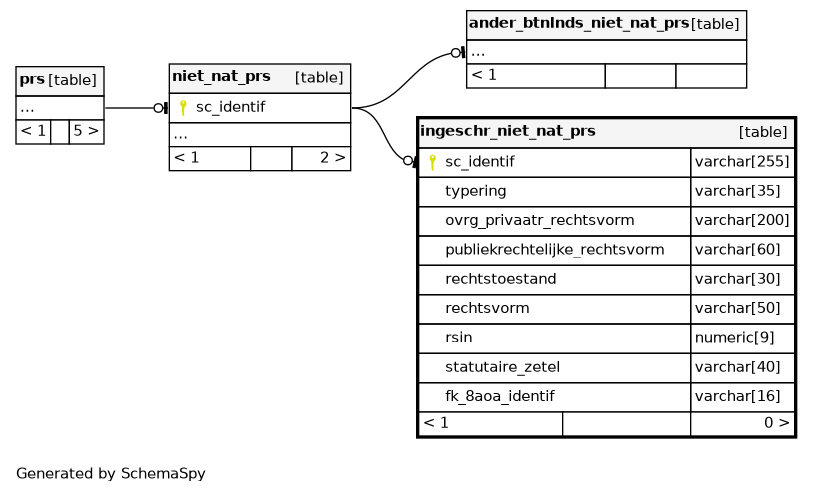 prs [table]
...
< 1 5 >
niet_nat_prs [table]
sc_identif
...
< 1 2 >
ander_btnlnds_niet_nat_prs [table]
...
< 1
ingeschr_niet_nat_prs [table]
sc_identif varchar[255]
typering varchar[35]
ovrg_privaatr_rechtsvorm varchar[200]
publiekrechtelijke_rechtsvorm varchar[60]
rechtstoestand varchar[30]
rechtsvorm varchar[50]
rsin numeric[9]
statutaire_zetel varchar[40]
fk_8aoa_identif varchar[16]
< 1 0 >
Generated by SchemaSpy